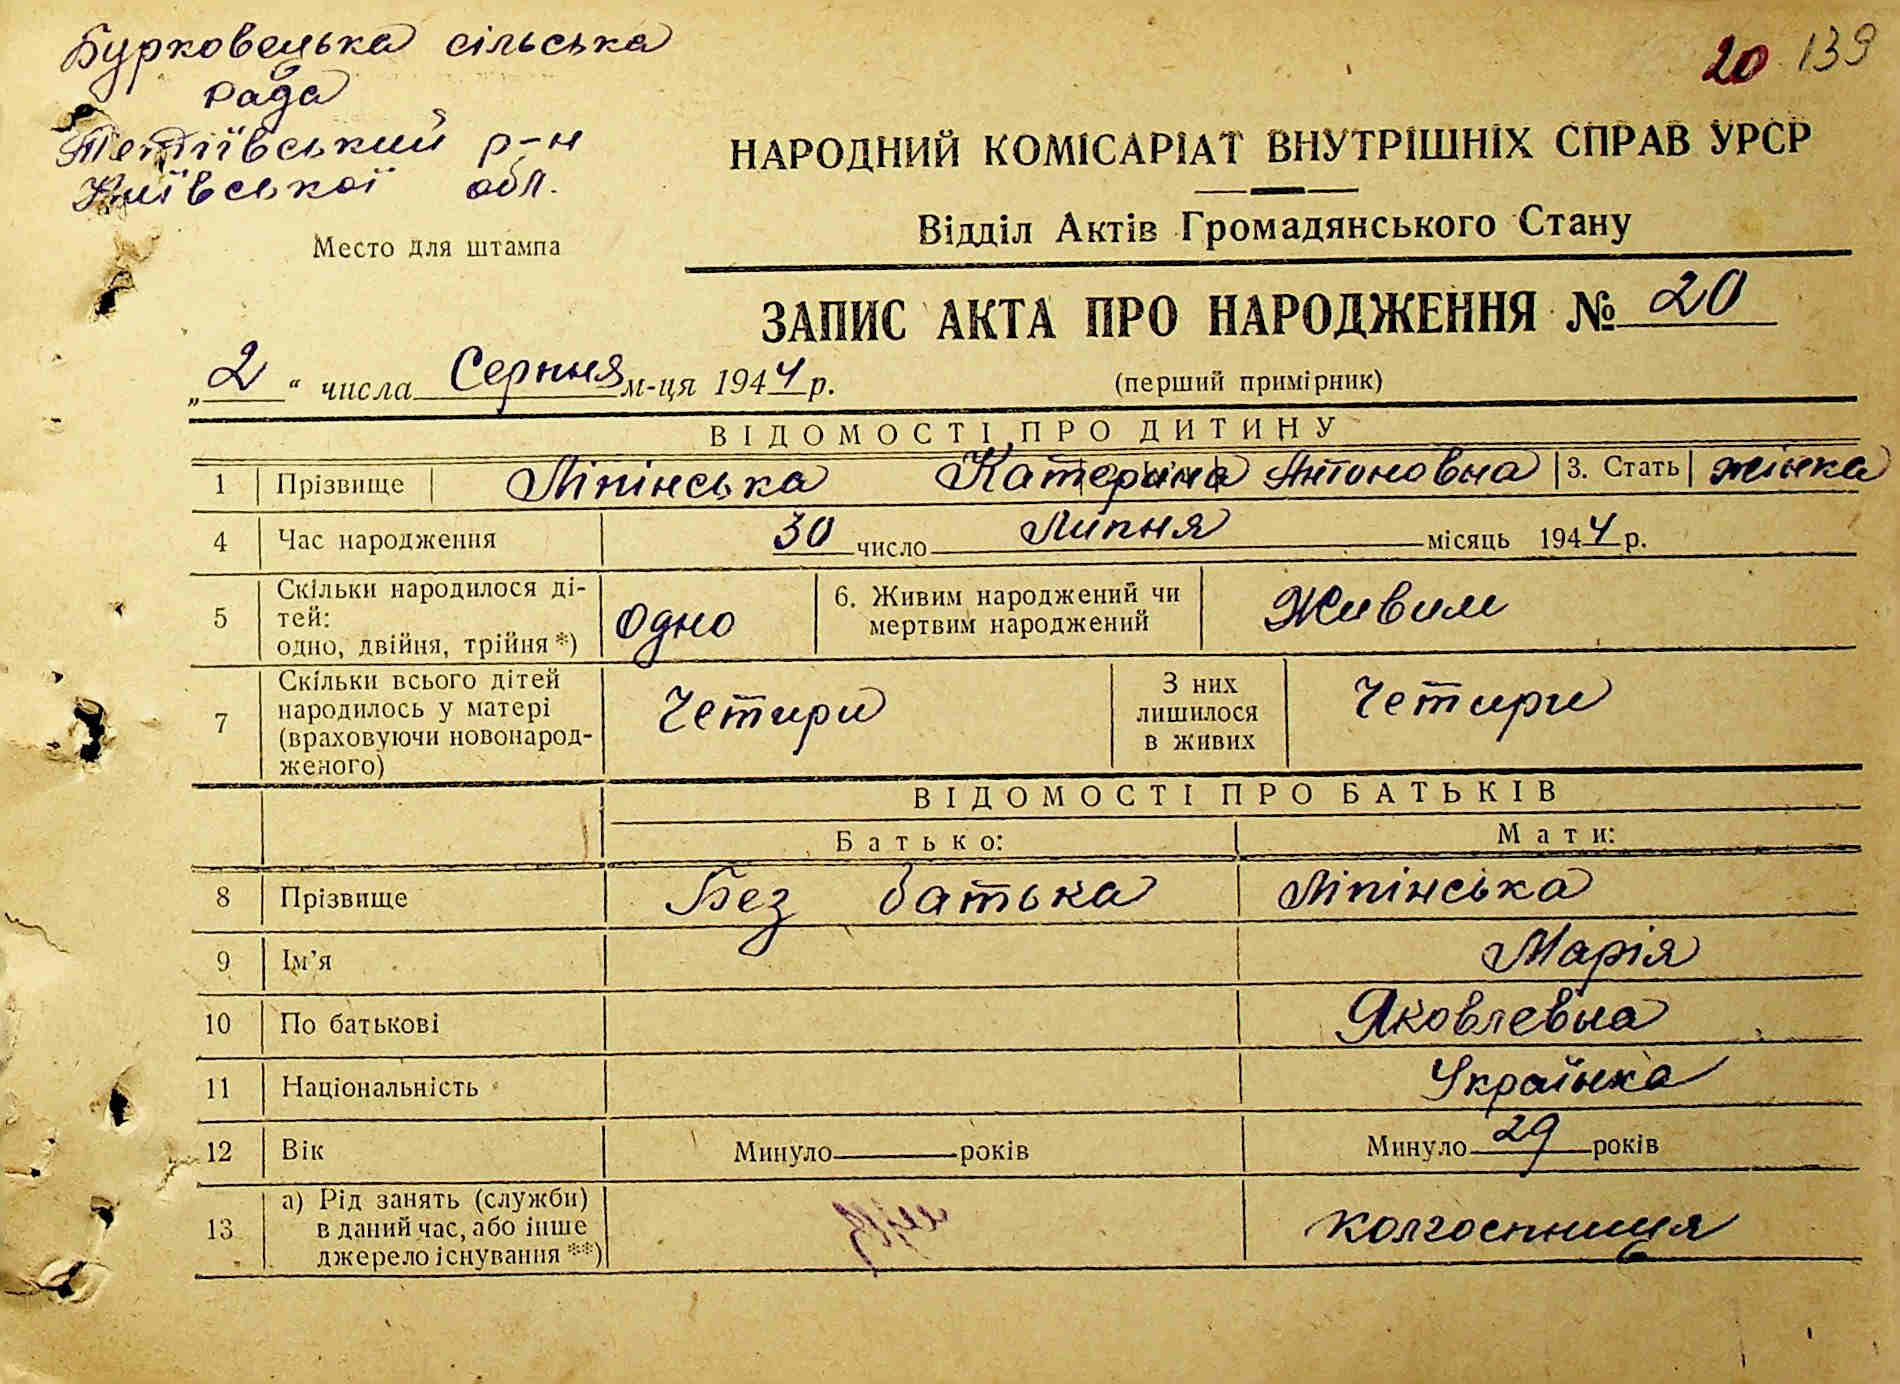 Бурковецька сільська
рада
Тетіївський р-н
Київської обл.
20 139
НАРОДНИЙ КОМІСАРІАТ ВНУТРІШНІХ СПРАВ УРСР
Відділ Актів Громадянського Стану
Место для штампа
ЗАПИС АКТА ПРО НАРОДЖЕННЯ № 20
„2“ числа Серпня м-ця 1944 р.
(перший примірник)
ВІДОМОСТІ ПРО ДИТИНУ
1 Прізвище Ліпінська Катерина Антоновна 3. Стать жінка
4 Час народження 30 число Липня місяць 1944 р.
5 Скільки народилося ді-
тей:
одно, двійня, трійня *) Одно 6. Живим народжений чи
мертвим народжений Живим
7 Скільки всього дітей
народилось у матері
(враховуючи новонарод-
женого) Четири З них
лишилося
в живих Четири
ВІДОМОСТІ ПРО БАТЬКІВ
Батько: Мати:
8 Прізвище Без батька Ліпінська
9 Ім’я Марія
10 По батькові Яковлевна
11 Національність Українка
12 Вік Минуло років Минуло 29 років
13 а) Рід занять (служби)
в даний час, або інше
джерело існування **) колгоспниця